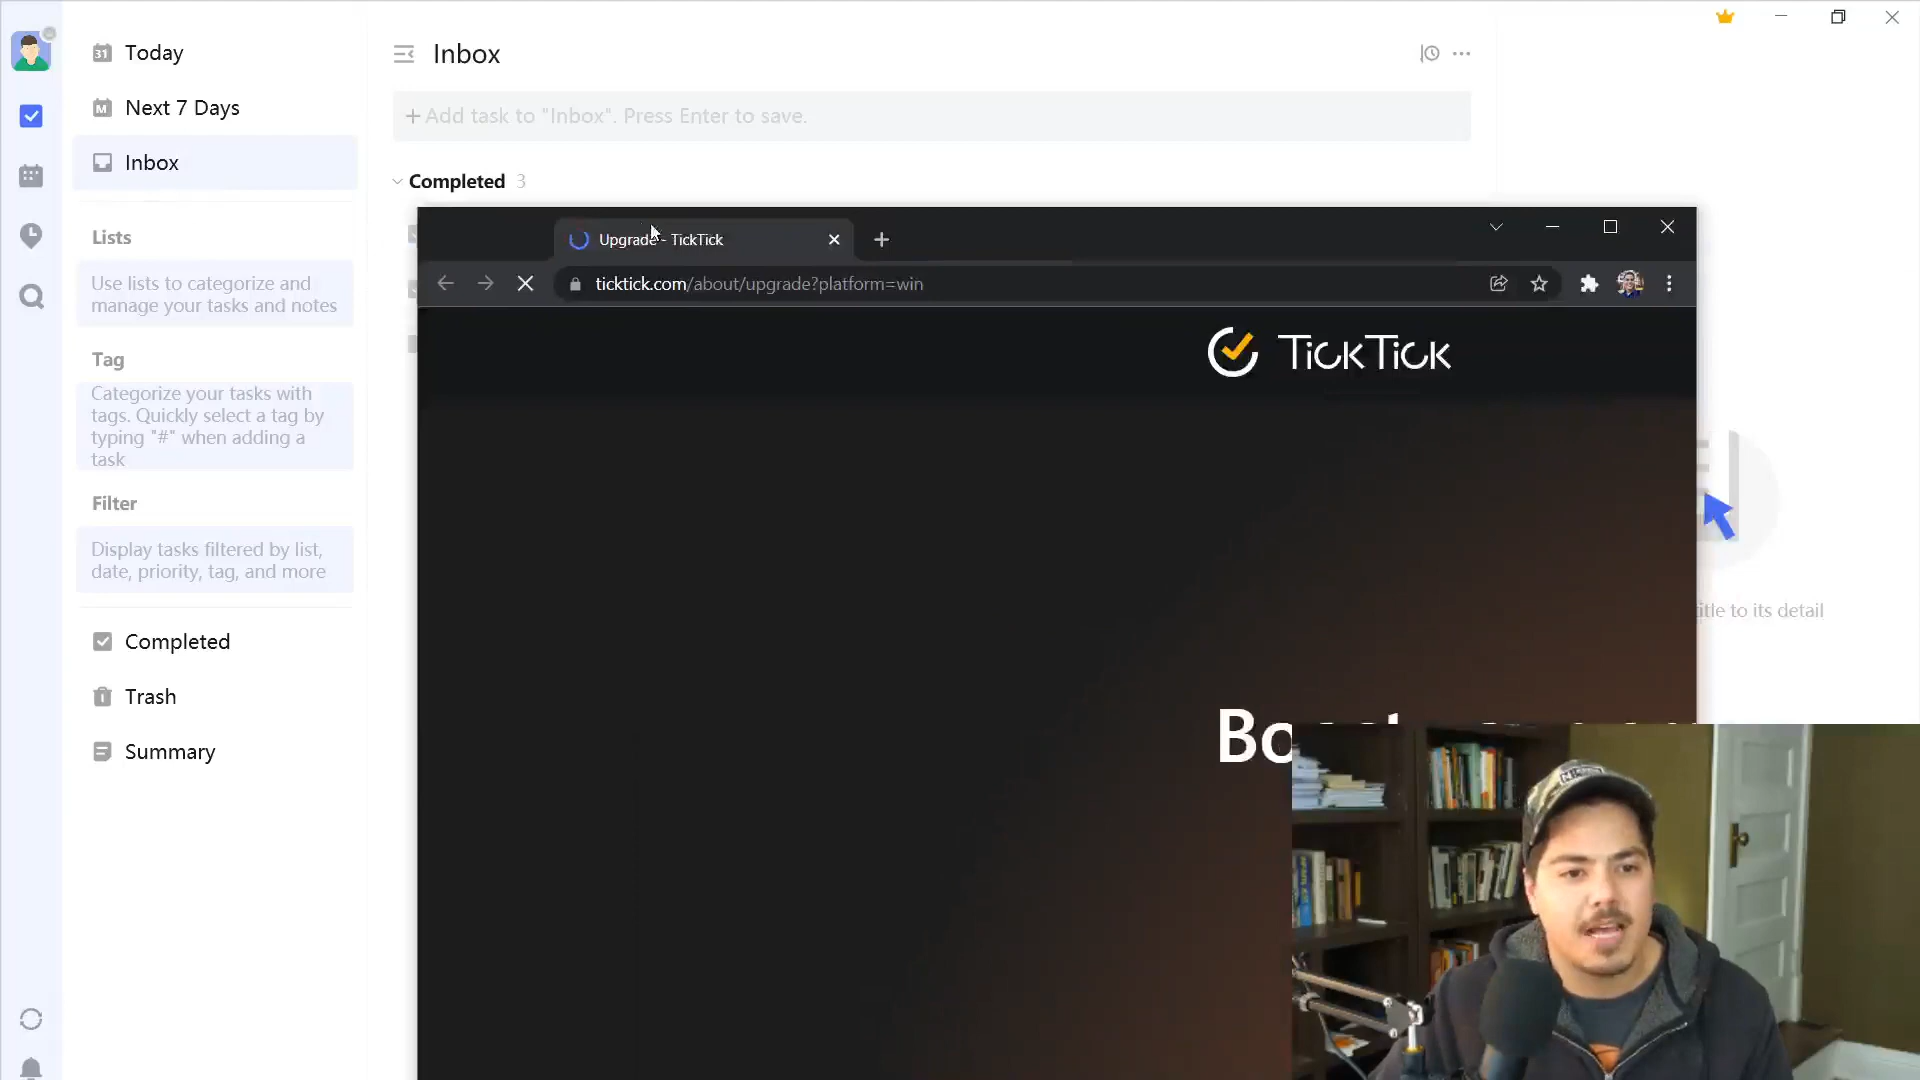 Today
Next 7 Days
Inbox
Lists
Use lists to categorize and
manage your tasks and notes
Tag
Categorize your tasks with
tags. Quickly select a tag by
typing "#" when adding a
task
Filter
Display tasks filtered by list,
date, priority, tag, and more
Completed
Trash
Summary
Inbox
+ Add task to "Inbox". Press Enter to save.
Completed 3
Upgrade - TickTick
ticktick.com/about/upgrade?platform=win
TickTick
title to its detail